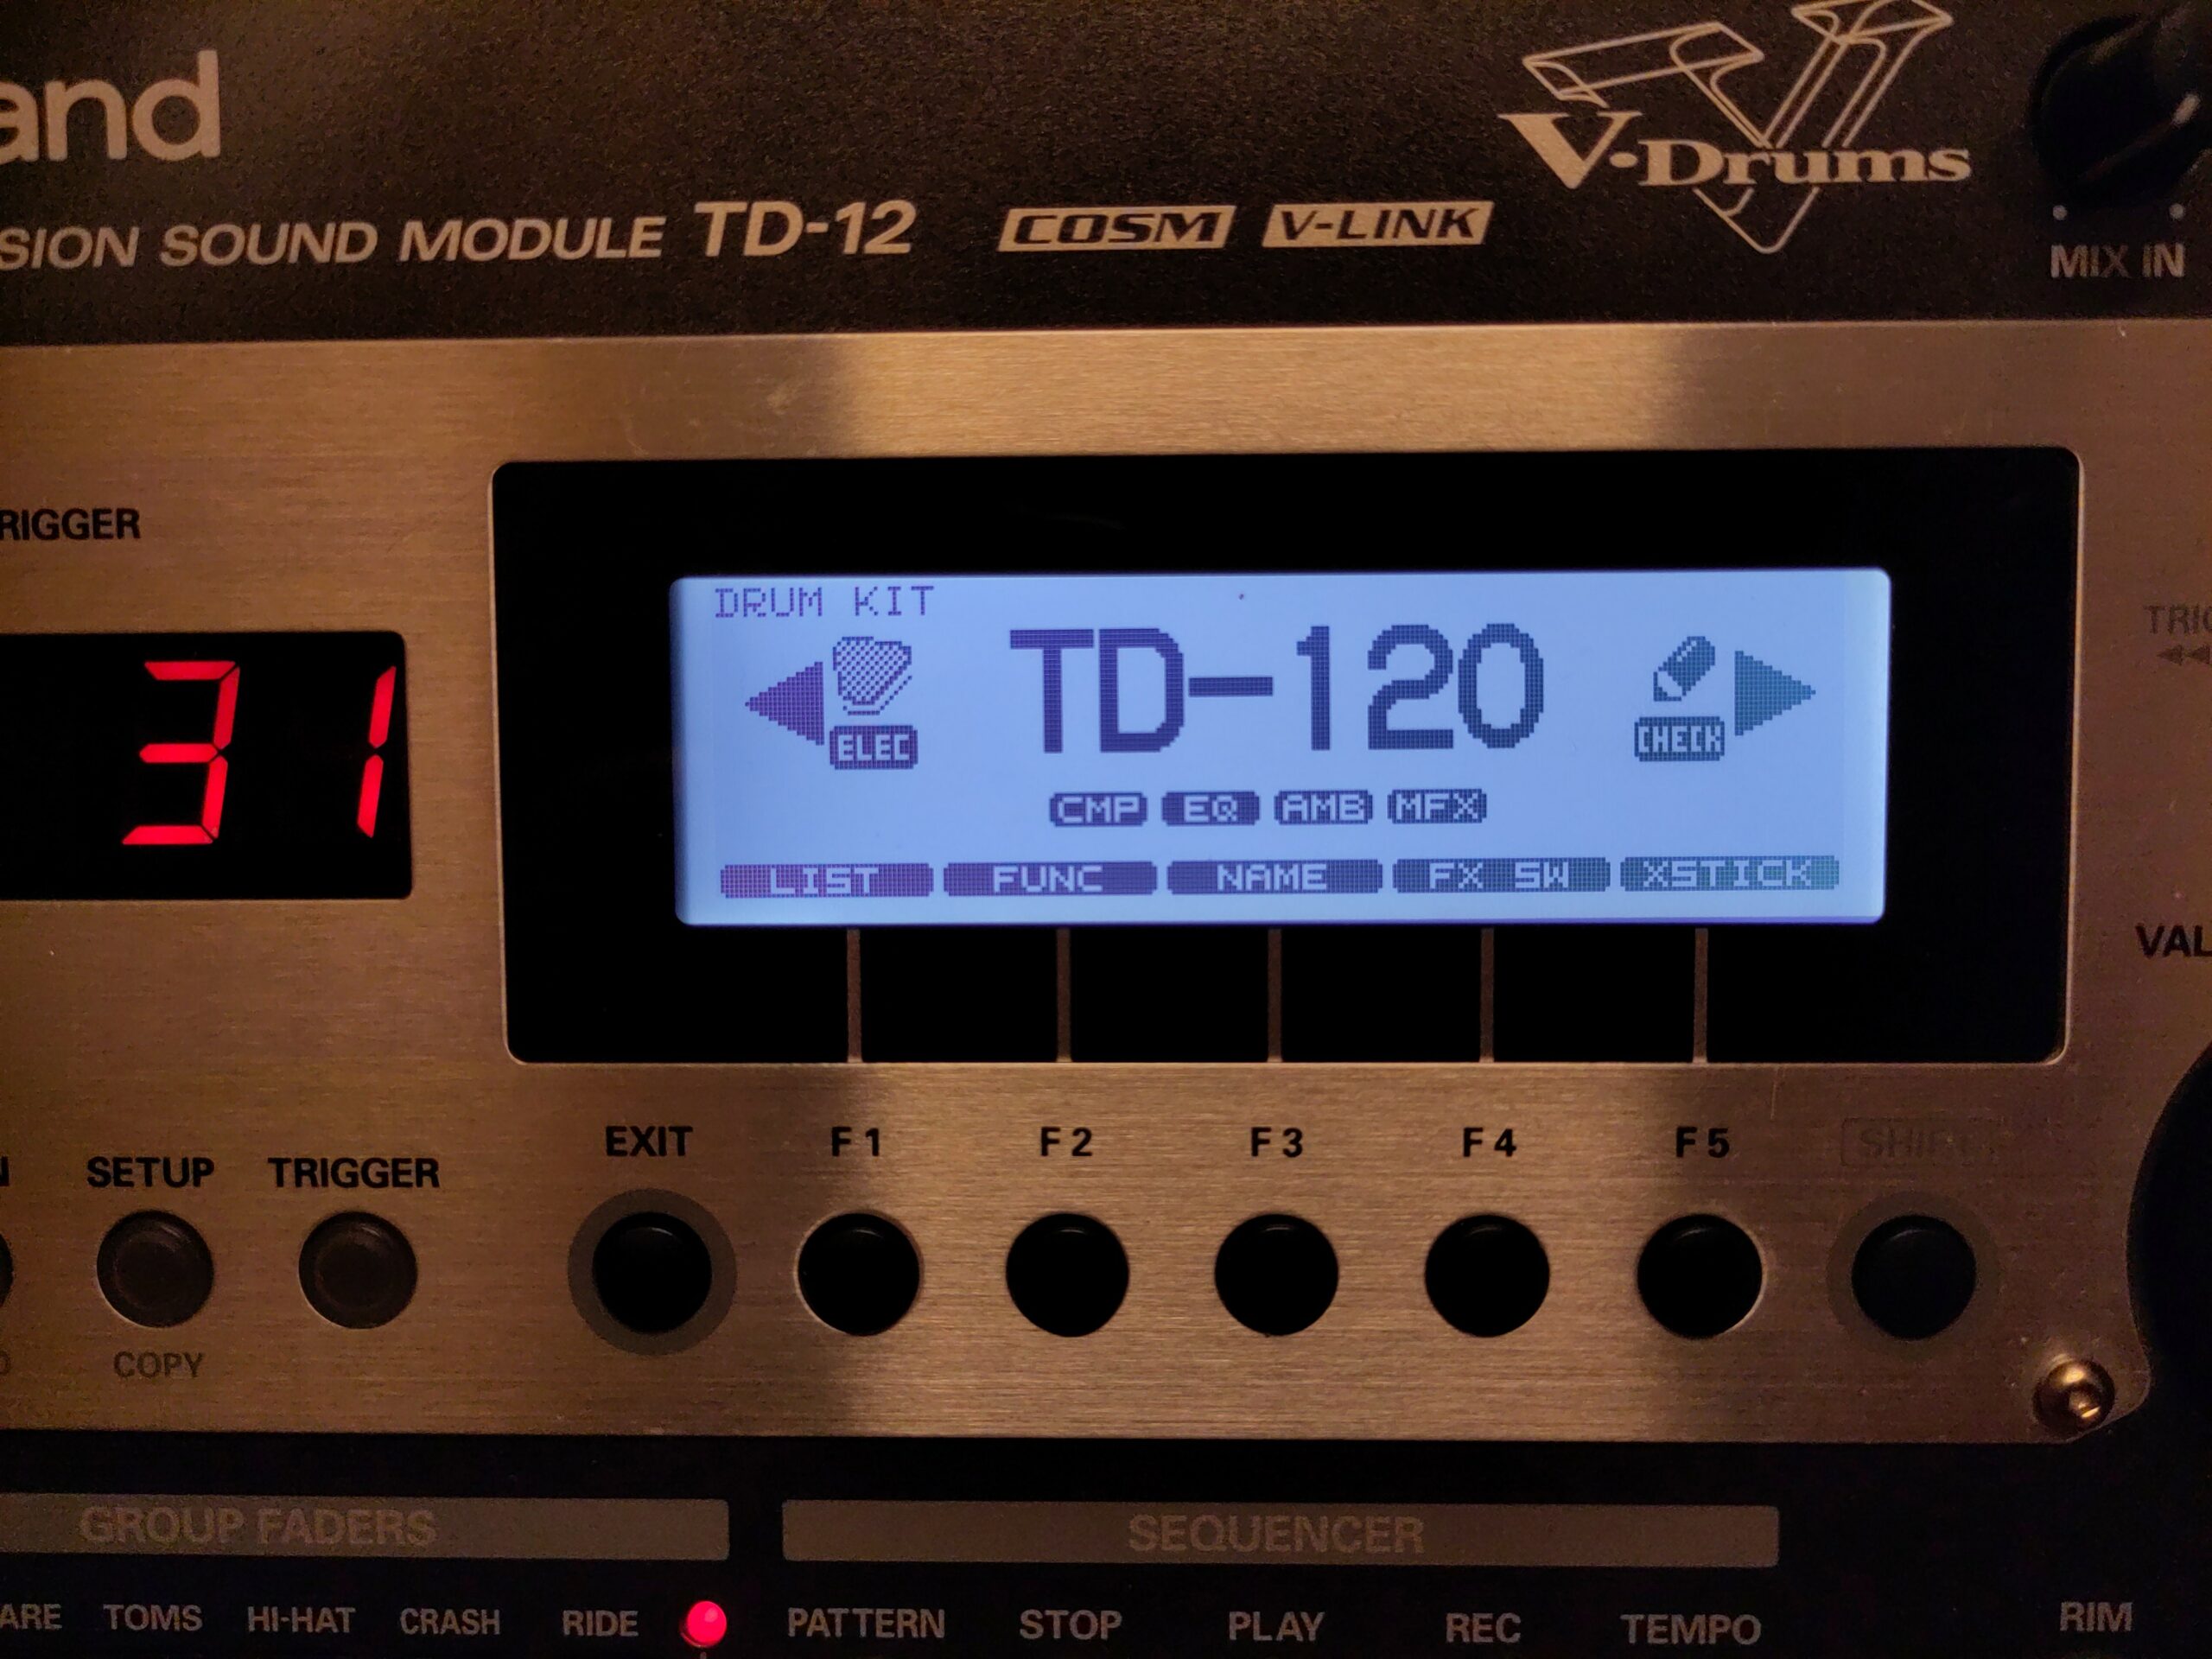 and
V-Drums
SION SOUND MODULE TD-12 COSM V-LINK
MIX IN
RIGGER
31
DRUM KIT
TD-120
ELEC
CHECK
CMP EQ AMB MFX
LIST FUNC NAME FX SW XSTICK
TRIG
VAL
EXIT F1 F2 F3 F4 F5 SHIFT
N SETUP TRIGGER
COPY
GROUP FADERS
SEQUENCER
ARE TOMS HI-HAT CRASH RIDE
PATTERN STOP PLAY REC TEMPO
RIM